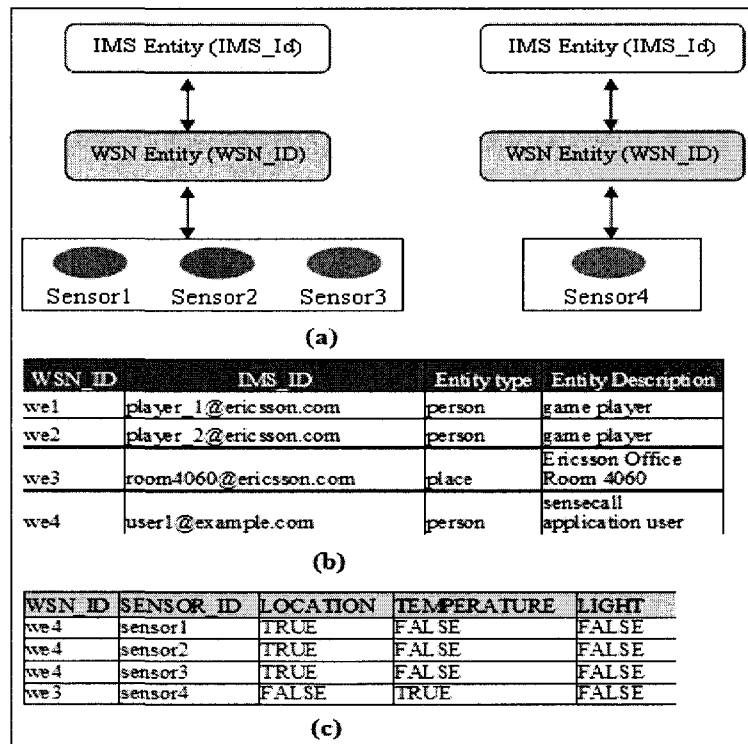 IMS Entity (IMS_Id) IMS Entity (IMS_Id)
WSN Entity (WSN_ID) WSN Entity (WSN_ID)
Sensor1 Sensor2 Sensor3 Sensor4
(a)
WSN_ID IMS_ID Entity type Entity Description
we1 player_1@ericsson.com person game player
we2 player_2@ericsson.com person game player
we3 room4060@ericsson.com place Ericsson Office Room 4060
we4 user1@example.com person sensecall application user
(b)
WSN_ID SENSOR_ID LOCATION TEMPERATURE LIGHT
we4 sensor1 TRUE FALSE FALSE
we4 sensor2 TRUE FALSE FALSE
we4 sensor3 TRUE FALSE FALSE
we3 sensor4 FALSE TRUE FALSE
(c)